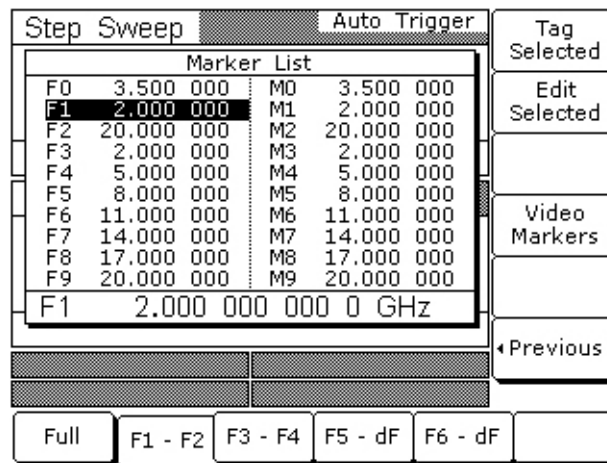 Step Sweep
Auto Trigger
Marker List
F0 3.500 000 M0 3.500 000
F1 2.000 000 M1 2.000 000
F2 20.000 000 M2 20.000 000
F3 2.000 000 M3 2.000 000
F4 5.000 000 M4 5.000 000
F5 8.000 000 M5 8.000 000
F6 11.000 000 M6 11.000 000
F7 14.000 000 M7 14.000 000
F8 17.000 000 M8 17.000 000
F9 20.000 000 M9 20.000 000
F1 2.000 000 000 0 GHz
Tag
Selected
Edit
Selected
Video
Markers
Previous
Full
F1 - F2
F3 - F4
F5 - dF
F6 - dF